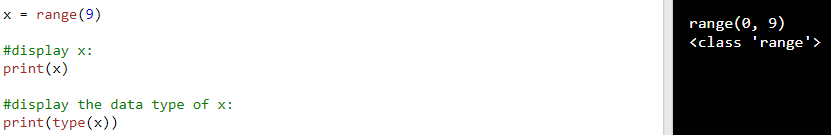 x = range(9)
#display x:
print(x)
#display the data type of x:
print(type(x))
range(0, 9)
<class 'range'>